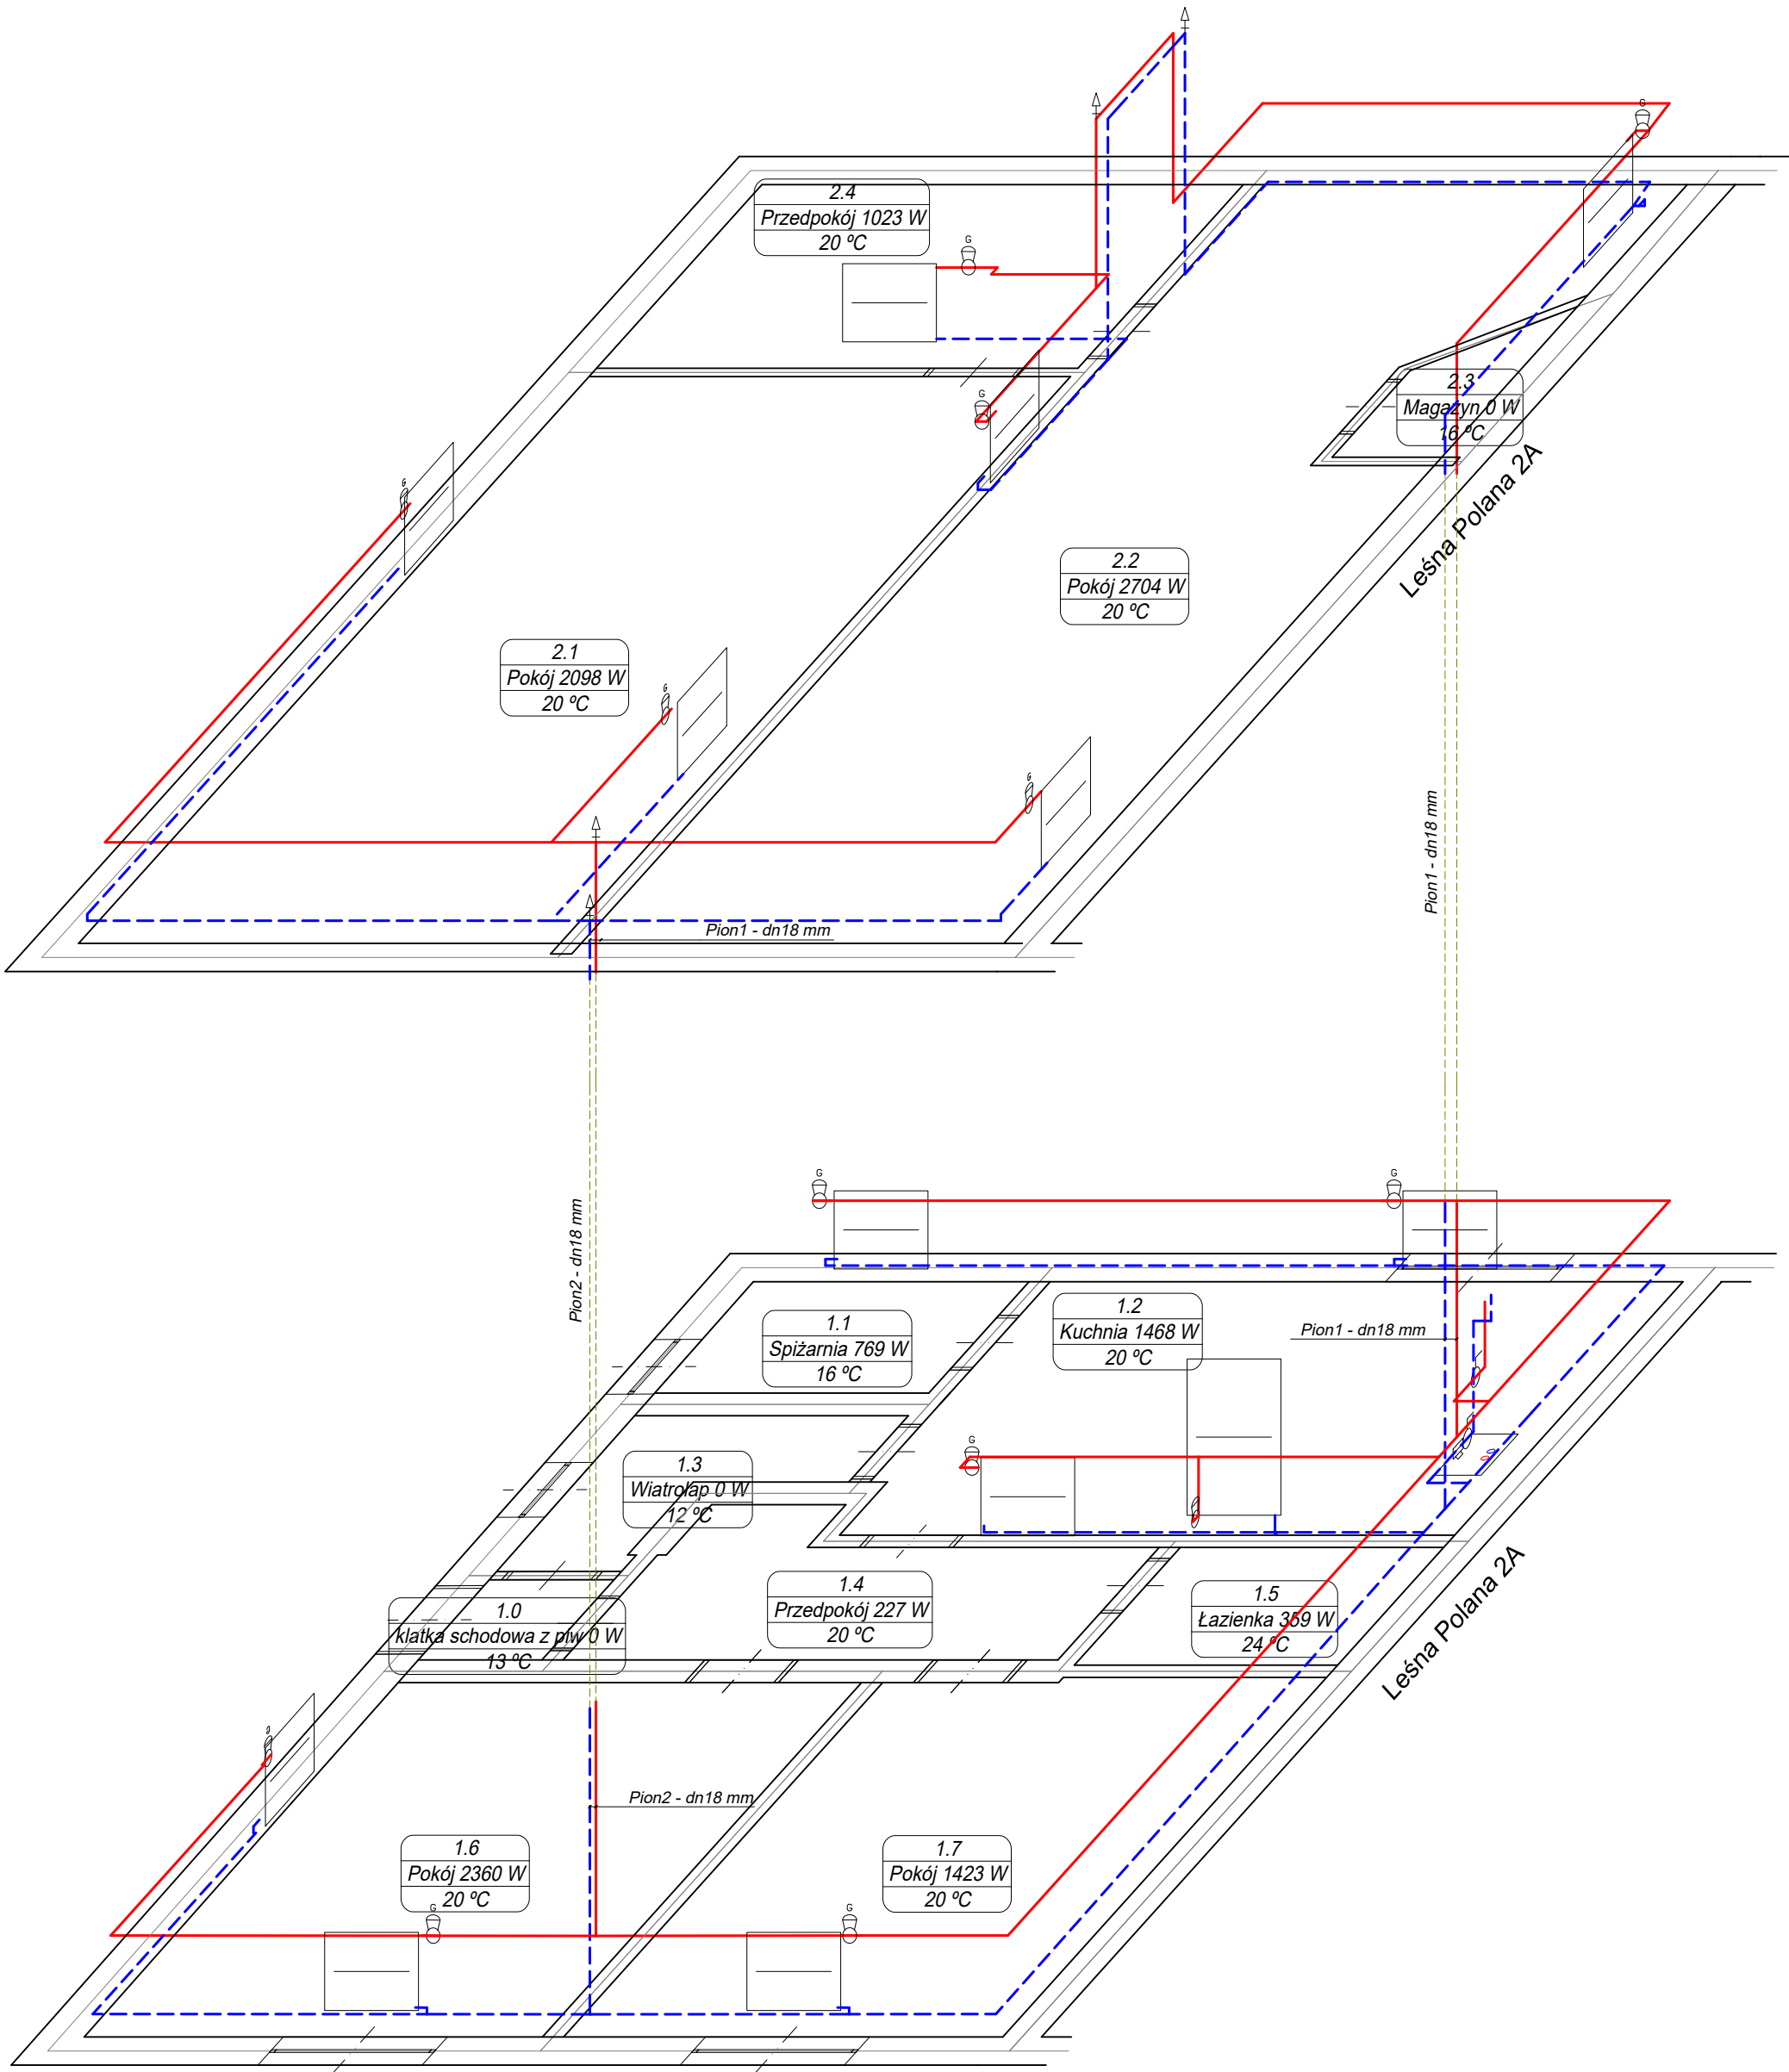 G
2.4
Przedpokój 1023 W
20 ºC
G
2.3
Magazyn 0 W
16 ºC
G
G
Leśna Polana 2A
2.2
Pokój 2704 W
20 ºC
2.1
Pokój 2098 W
20 ºC
G
G
Pion1 - dn18 mm
Pion1 - dn18 mm
G
G
Pion2 - dn18 mm
1.1
Spiżarnia 769 W
16 ºC
1.2
Kuchnia 1468 W
20 ºC
Pion1 - dn18 mm
G
1.3
Wiatrołap 0 W
12 ºC
1.4
Przedpokój 227 W
20 ºC
1.5
Łazienka 359 W
24 ºC
Leśna Polana 2A
1.0
klatka schodowa z piw 0 W
13 ºC
Pion2 - dn18 mm
1.6
Pokój 2360 W
20 ºC
1.7
Pokój 1423 W
20 ºC
G
G